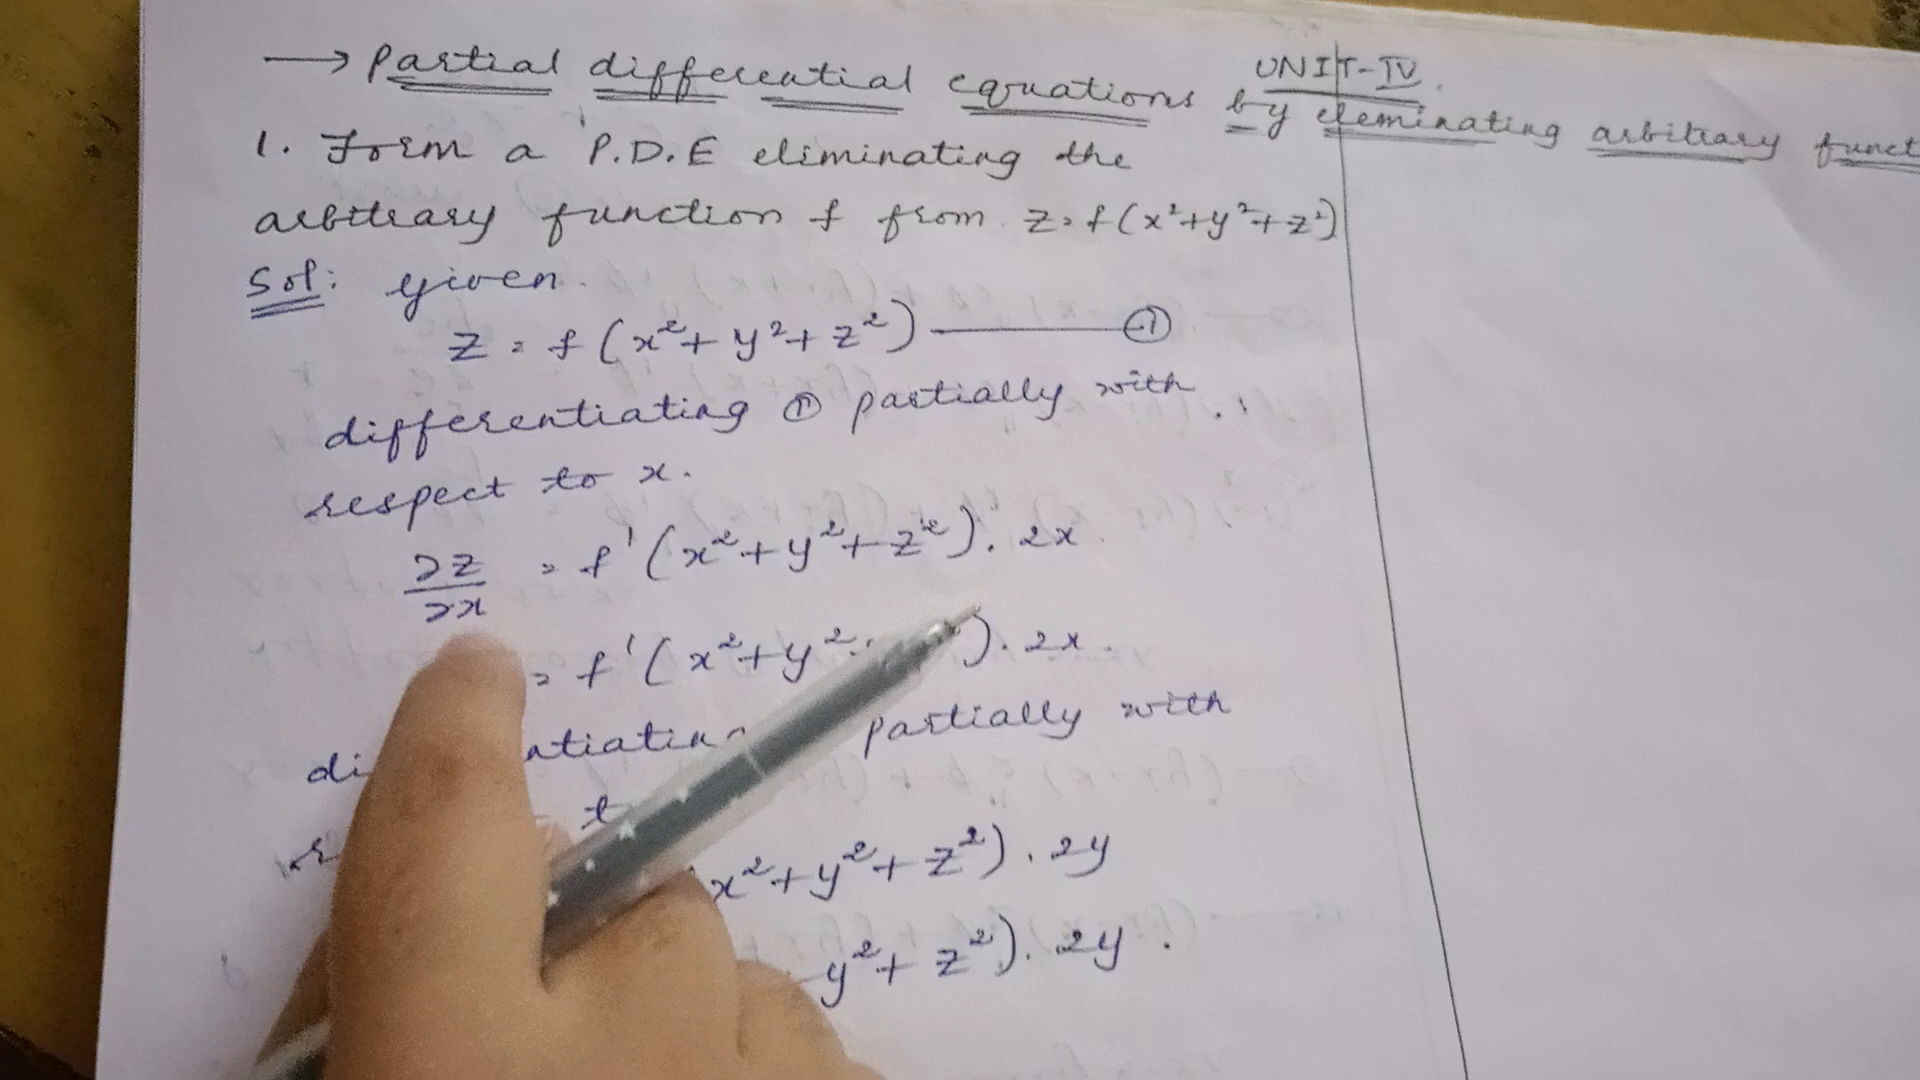 UNIT-IV.
→ Partial differential equations by eleminating arbitrary funct
1. Form a P.D.E eliminating the
arbitrary function f from z=f(x²+y²+z²)
Sol: given.
z = f(x²+y²+z²) — ①
differentiating ① partially with
respect to x.
∂z/∂x = f'(x²+y²+z²). 2x
= f'(x²+y² ). 2x.
partially with
x²+y²+z²). 2y
y²+z²). 2y.